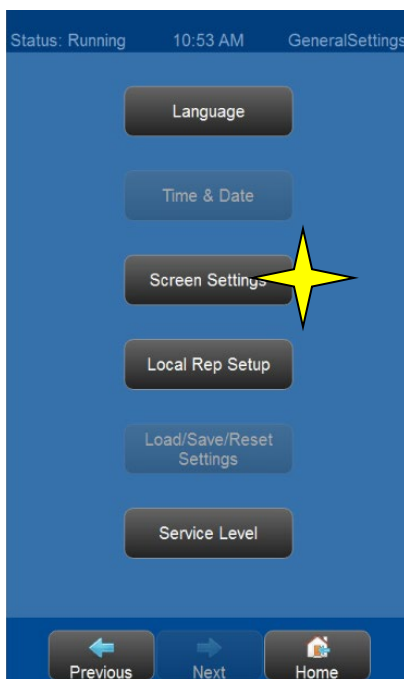 Status: Running 10:53 AM GeneralSettings
Language
Time & Date
Screen Settings
Local Rep Setup
Load/Save/Reset
Settings
Service Level
Previous Next Home